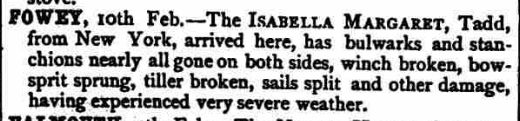 stove.
FOWEY, 10th Feb.—The ISABELLA MARGARET, Tadd,
from New York, arrived here, has bulwarks and stan-
chions nearly all gone on both sides, winch broken, bow-
sprit sprung, tiller broken, sails split and other damage,
having experienced very severe weather.